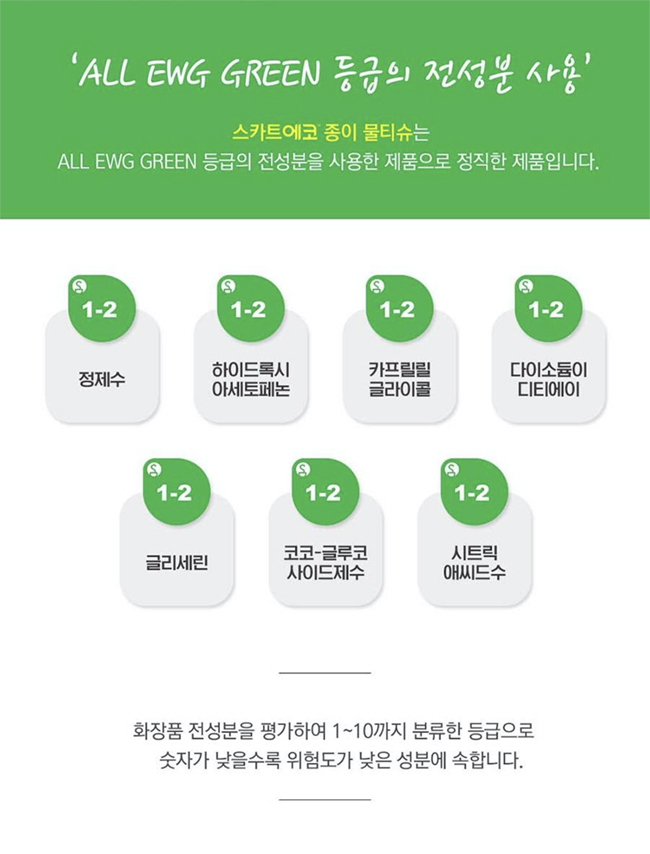 'ALL EWG GREEN 등급의 전성분 사용'
스카트에코 종이 물티슈는
ALL EWG GREEN 등급의 전성분을 사용한 제품으로 정직한 제품입니다.
1-2
정제수
1-2
하이드록시
아세토페논
1-2
카프릴릴
글라이콜
1-2
다이소듐이
디티에이
1-2
글리세린
1-2
코코-글루코
사이드제수
1-2
시트릭
애씨드수
화장품 전성분을 평가하여 1~10까지 분류한 등급으로
숫자가 낮을수록 위험도가 낮은 성분에 속합니다.